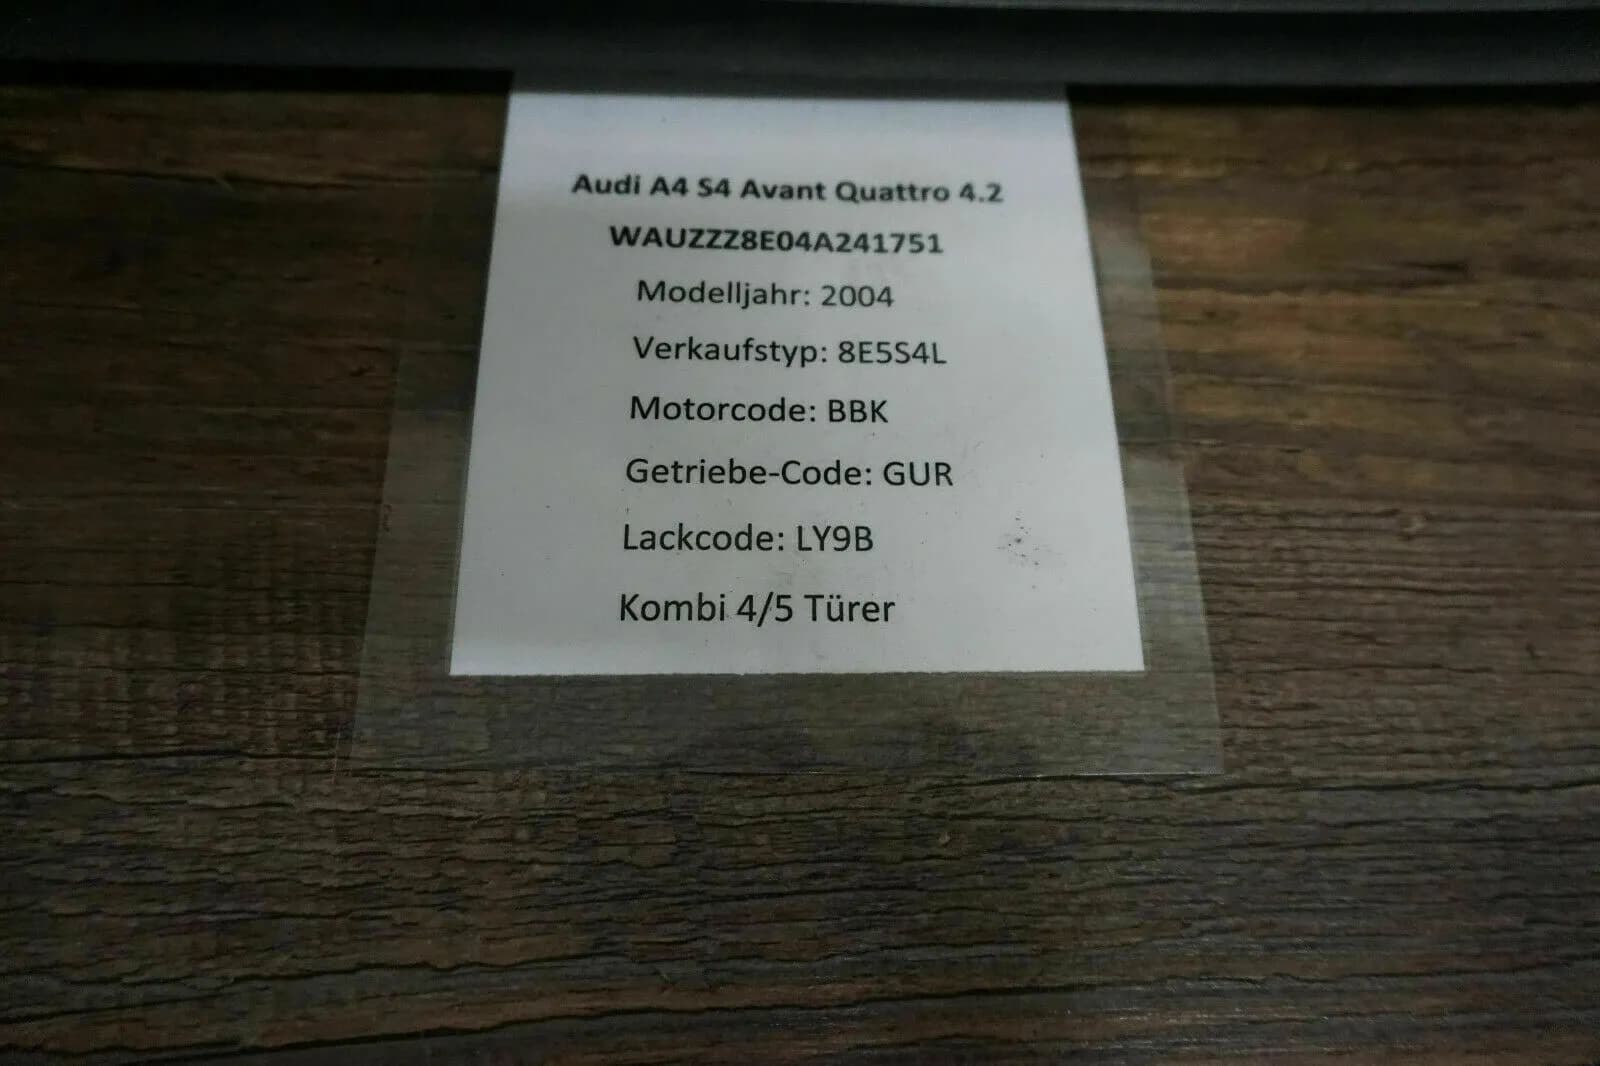 Audi A4 S4 Avant Quattro 4.2
WAUZZZ8E04A241751
Modelljahr: 2004
Verkaufstyp: 8E5S4L
Motorcode: BBK
Getriebe-Code: GUR
Lackcode: LY9B
Kombi 4/5 Türer